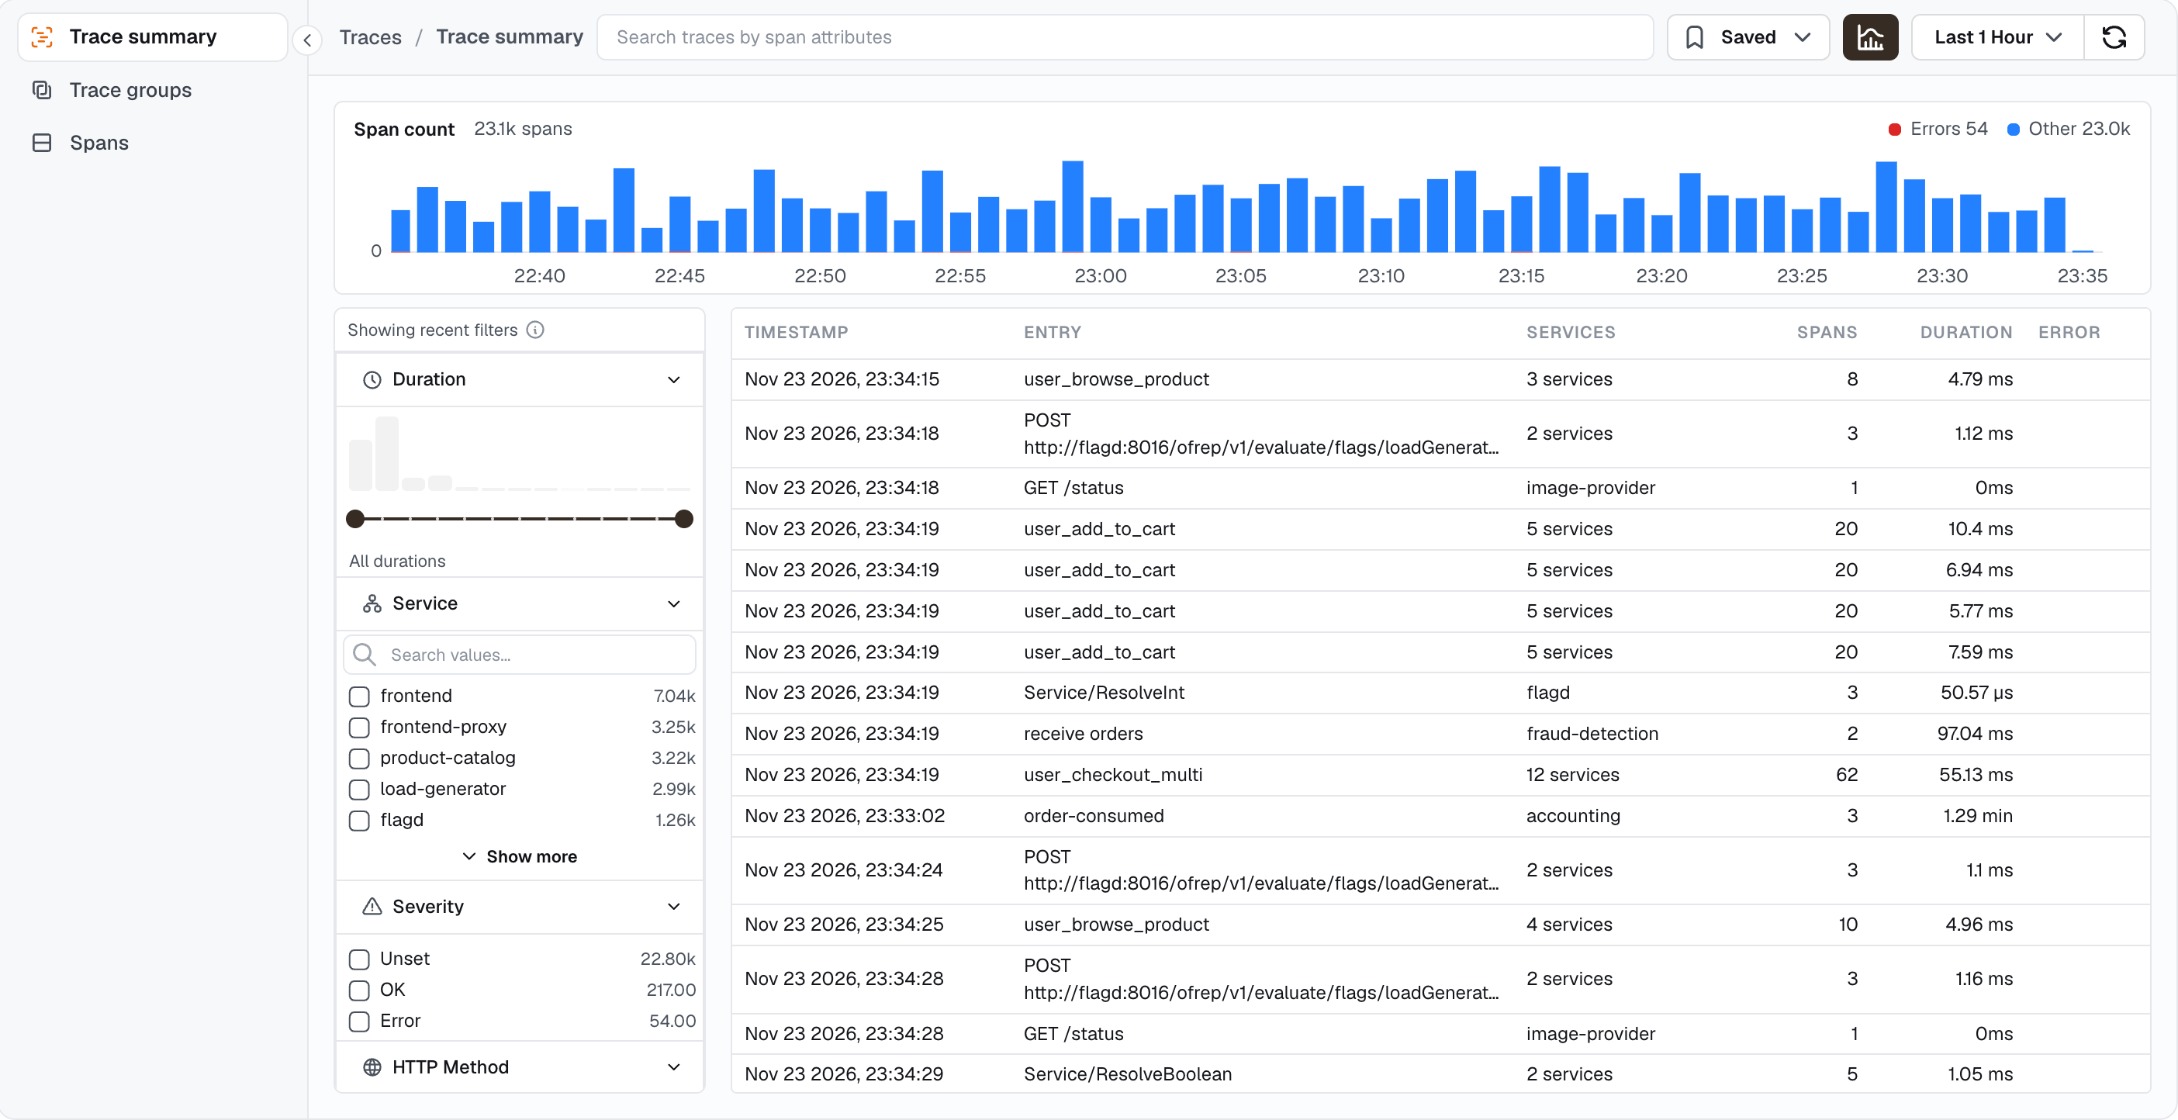 Trace summary
Trace groups
Spans
Traces / Trace summary
Search traces by span attributes
Saved
Last 1 Hour
Span count 23.1k spans
Errors 54 Other 23.0k
0
22:40 22:45 22:50 22:55 23:00 23:05 23:10 23:15 23:20 23:25 23:30 23:35
Showing recent filters
Duration
All durations
Service
Search values...
frontend 7.04k
frontend-proxy 3.25k
product-catalog 3.22k
load-generator 2.99k
flagd 1.26k
Show more
Severity
Unset 22.80k
OK 217.00
Error 54.00
HTTP Method
TIMESTAMP ENTRY SERVICES SPANS DURATION ERROR
Nov 23 2026, 23:34:15 user_browse_product 3 services 8 4.79 ms
POST
Nov 23 2026, 23:34:18 http://flagd:8016/ofrep/v1/evaluate/flags/loadGenerat... 2 services 3 1.12 ms
Nov 23 2026, 23:34:18 GET /status image-provider 1 0ms
Nov 23 2026, 23:34:19 user_add_to_cart 5 services 20 10.4 ms
Nov 23 2026, 23:34:19 user_add_to_cart 5 services 20 6.94 ms
Nov 23 2026, 23:34:19 user_add_to_cart 5 services 20 5.77 ms
Nov 23 2026, 23:34:19 user_add_to_cart 5 services 20 7.59 ms
Nov 23 2026, 23:34:19 Service/ResolveInt flagd 3 50.57 µs
Nov 23 2026, 23:34:19 receive orders fraud-detection 2 97.04 ms
Nov 23 2026, 23:34:19 user_checkout_multi 12 services 62 55.13 ms
Nov 23 2026, 23:33:02 order-consumed accounting 3 1.29 min
POST
Nov 23 2026, 23:34:24 http://flagd:8016/ofrep/v1/evaluate/flags/loadGenerat... 2 services 3 1.1 ms
Nov 23 2026, 23:34:25 user_browse_product 4 services 10 4.96 ms
POST
Nov 23 2026, 23:34:28 http://flagd:8016/ofrep/v1/evaluate/flags/loadGenerat... 2 services 3 1.16 ms
Nov 23 2026, 23:34:28 GET /status image-provider 1 0ms
Nov 23 2026, 23:34:29 Service/ResolveBoolean 2 services 5 1.05 ms